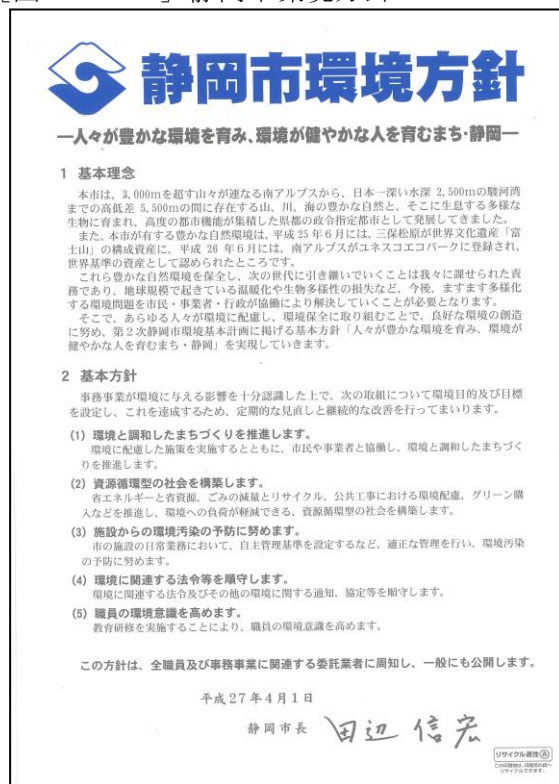 静岡市環境方針
―人々が豊かな環境を育み、環境が健やかな人を育むまち・静岡―
1 基本理念
本市は、3,000mを超す山々が連なる南アルプスから、日本一深い水深 2,500mの駿河湾
までの高低差 5,500mの間に存在する山、川、海の豊かな自然と、そこに生息する多様な
生物に育まれ、高度の都市機能が集積した県都の政令指定都市として発展してきました。
また、本市が有する豊かな自然環境は、平成 25 年 6 月には、三保松原が世界文化遺産「富
士山」の構成資産に、平成 26 年 6 月には、南アルプスがユネスコエコパークに登録され、
世界基準の資産として認められたところです。
これら豊かな自然環境を保全し、次の世代に引き継いでいくことは我々に課せられた責
務であり、地球規模で起きている温暖化や生物多様性の損失など、今後、ますます多様化
する環境問題を市民・事業者・行政が協働により解決していくことが必要となります。
そこで、あらゆる人々が環境に配慮し、環境保全に取り組むことで、良好な環境の創造
に努め、第2次静岡市環境基本計画に掲げる基本方針「人々が豊かな環境を育み、環境が
健やかな人を育むまち・静岡」を実現していきます。
2 基本方針
事務事業が環境に与える影響を十分認識した上で、次の取組について環境目的及び目標
を設定し、これを達成するため、定期的な見直しと継続的な改善を行ってまいります。
(1) 環境と調和したまちづくりを推進します。
環境に配慮した施策を実施するとともに、市民や事業者と協働し、環境と調和したまちづく
りを推進します。
(2) 資源循環型の社会を構築します。
省エネルギーと省資源、ごみの減量とリサイクル、公共工事における環境配慮、グリーン購
入などを推進し、環境への負荷が軽減できる、資源循環型の社会を構築します。
(3) 施設からの環境汚染の予防に努めます。
市の施設の日常業務において、自主管理基準を設定するなど、適正な管理を行い、環境汚染
の予防に努めます。
(4) 環境に関連する法令等を順守します。
環境に関連する法令及びその他の環境に関する通知、協定等を順守します。
(5) 職員の環境意識を高めます。
教育研修を実施することにより、職員の環境意識を高めます。
この方針は、全職員及び事務事業に関連する委託業者に周知し、一般にも公開します。
平成27年4月1日
静岡市長 田辺 信宏
リサイクル適性Ⓐ
この印刷物は、印刷用の紙へ
リサイクルできます。